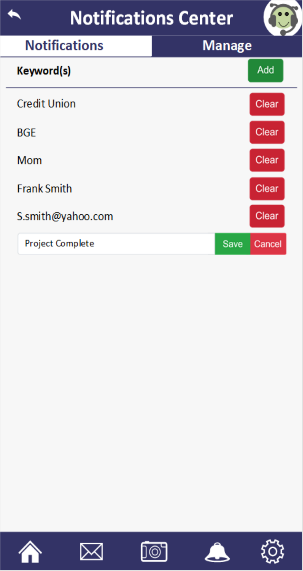 Notifications Center
Notifications Manage
Keyword(s) Add
Credit Union Clear
BGE Clear
Mom Clear
Frank Smith Clear
S.smith@yahoo.com Clear
Project Complete Save Cancel